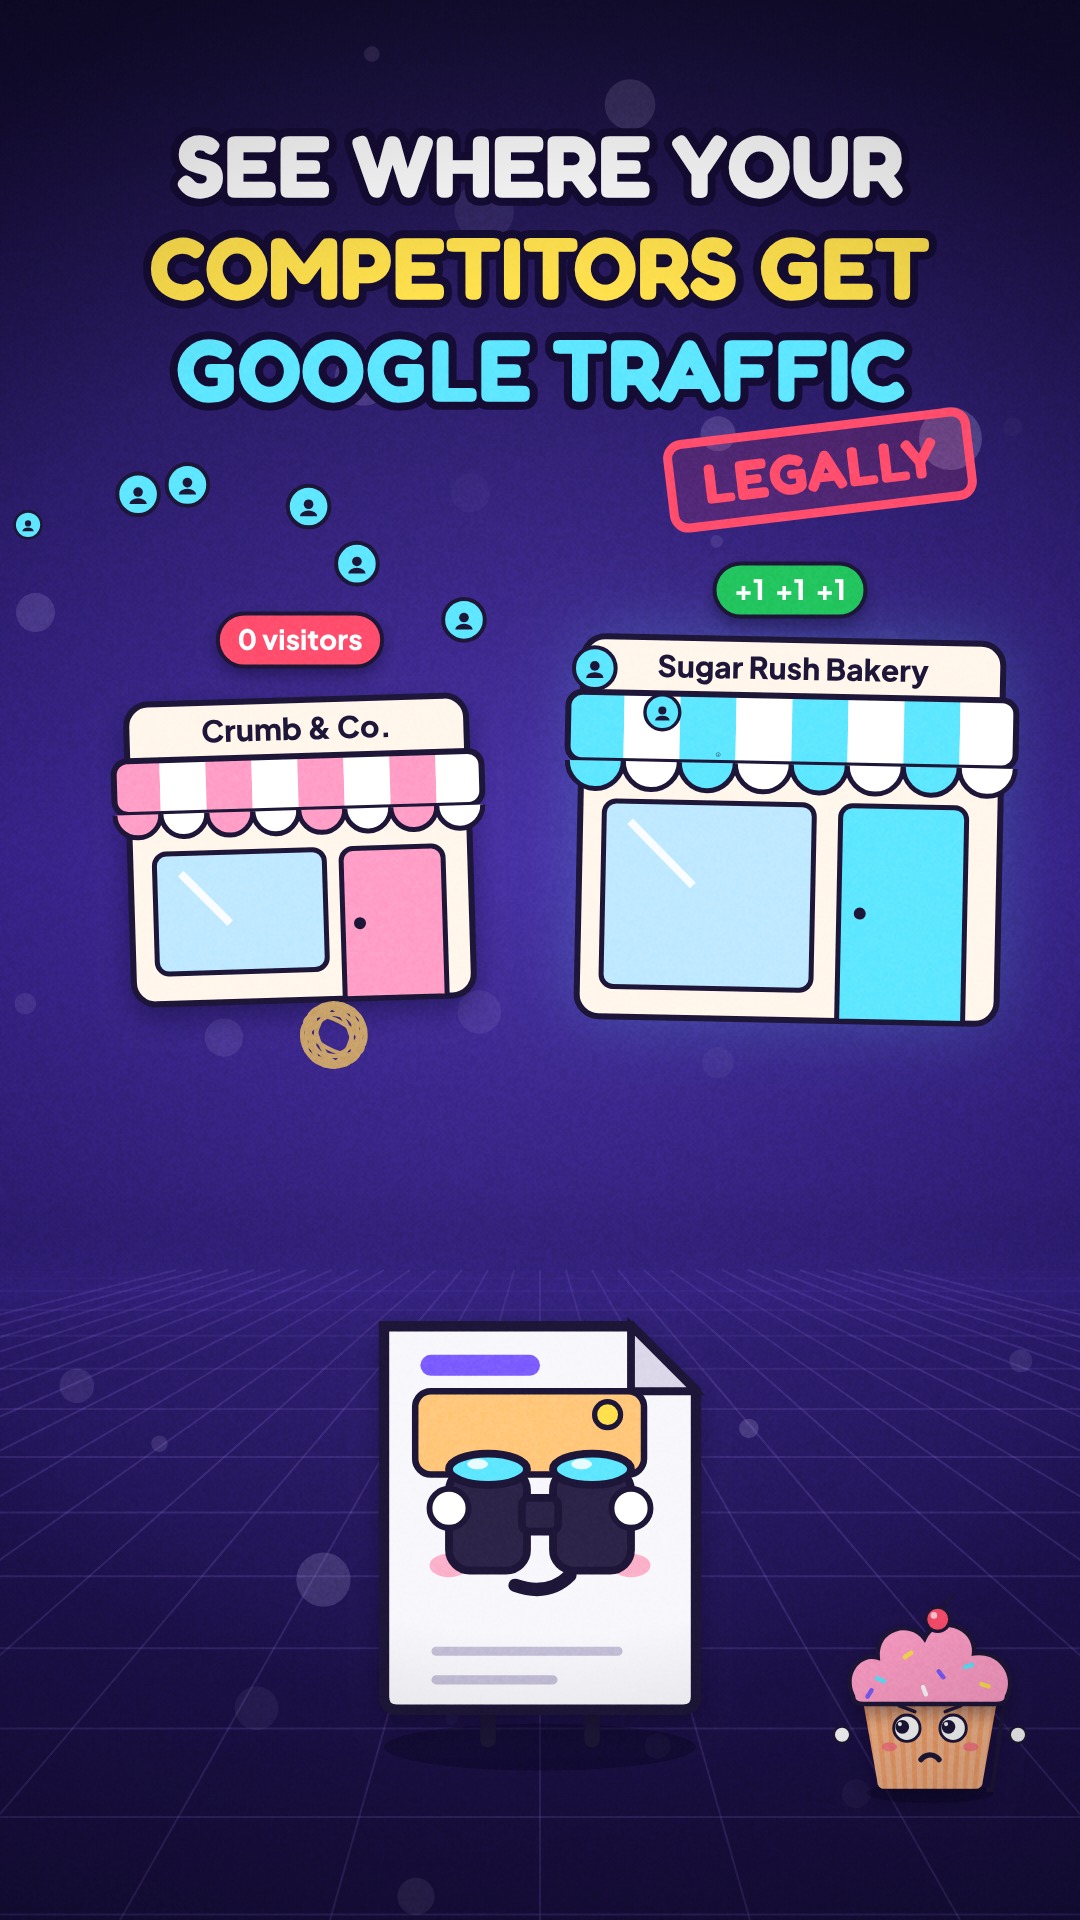 SEE WHERE YOUR
COMPETITORS GET
GOOGLE TRAFFIC
LEGALLY
+1 +1 +1
0 visitors
Sugar Rush Bakery
Crumb & Co.